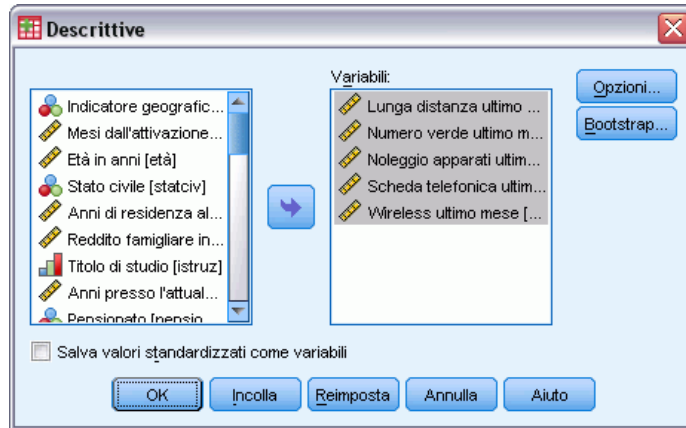 Descrittive
Indicatore geografic...
Mesi dall'attivazione...
Età in anni [età]
Stato civile [statciv]
Anni di residenza al...
Reddito famigliare in...
Titolo di studio [istruz]
Anni presso l'attual...
Pensionato [pensio
Variabili:
Lunga distanza ultimo ...
Numero verde ultimo m...
Noleggio apparati ultim...
Scheda telefonica ultim...
Wireless ultimo mese [...
Opzioni...
Bootstrap...
Salva valori standardizzati come variabili
OK Incolla Reimposta Annulla Aiuto